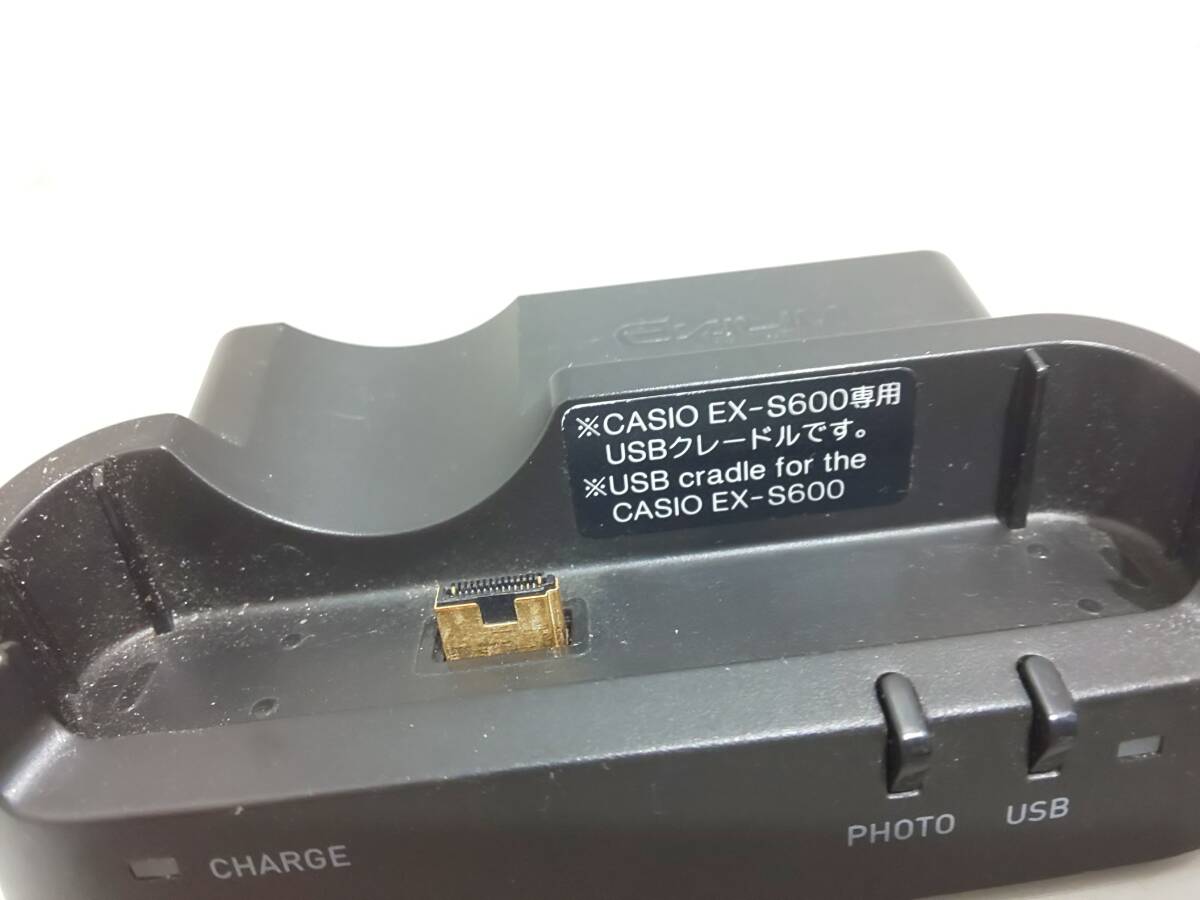 EXILIM
※CASIO EX-S600専用
USBクレードルです。
※USB cradle for the
CASIO EX-S600
PHOTO
USB
CHARGE